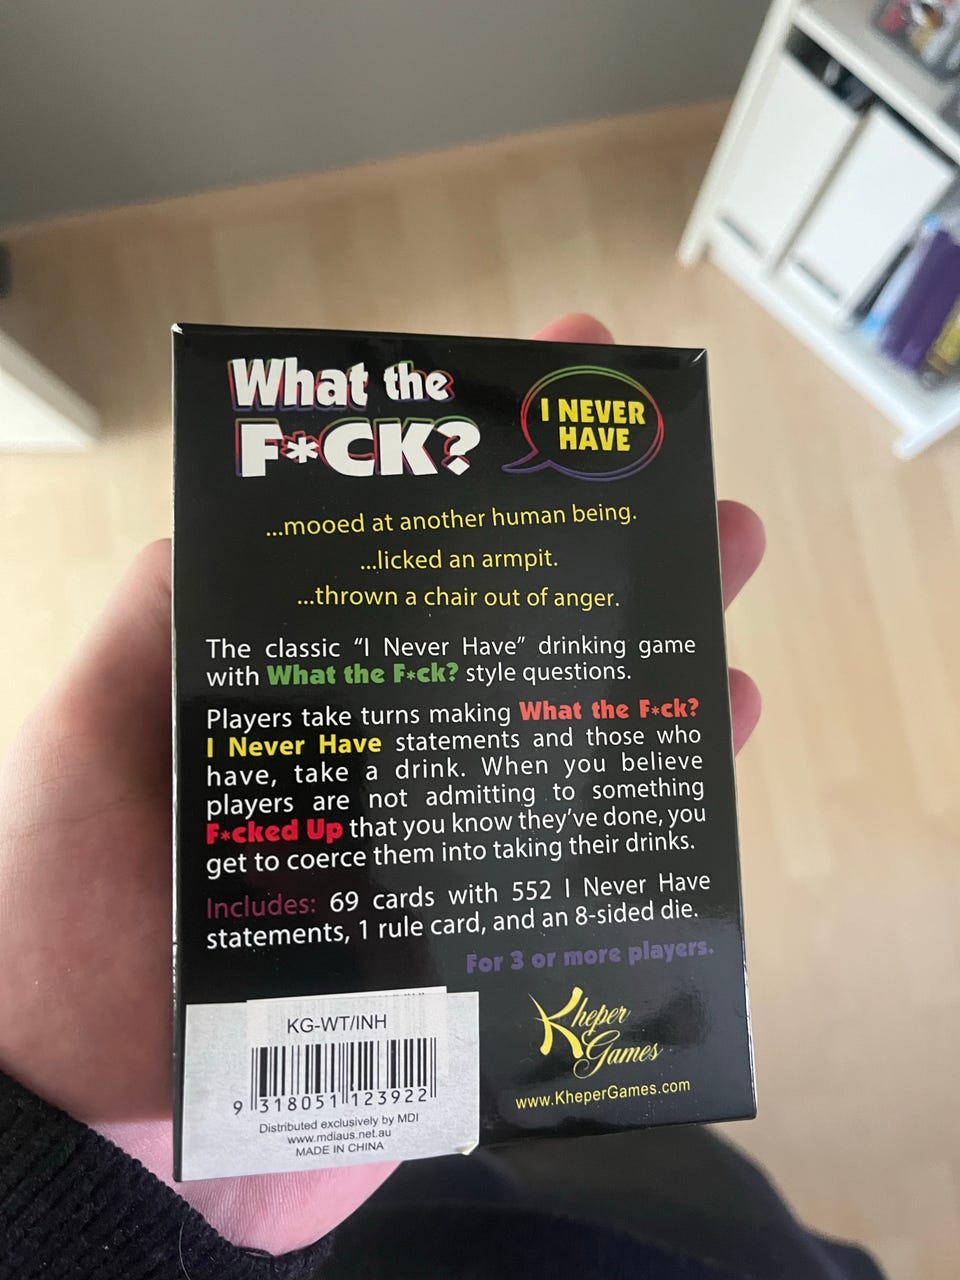 What the
F*CK?
I NEVER
HAVE
...mooed at another human being.
...licked an armpit.
...thrown a chair out of anger.
The classic “I Never Have” drinking game
with What the F*ck? style questions.
Players take turns making What the F*ck?
I Never Have statements and those who
have, take a drink. When you believe
players are not admitting to something
F*cked Up that you know they’ve done, you
get to coerce them into taking their drinks.
Includes: 69 cards with 552 I Never Have
statements, 1 rule card, and an 8-sided die.
For 3 or more players.
KG-WT/INH
9 318051 123922
Distributed exclusively by MDI
www.mdiaus.net.au
MADE IN CHINA
Kheper
Games
www.KheperGames.com